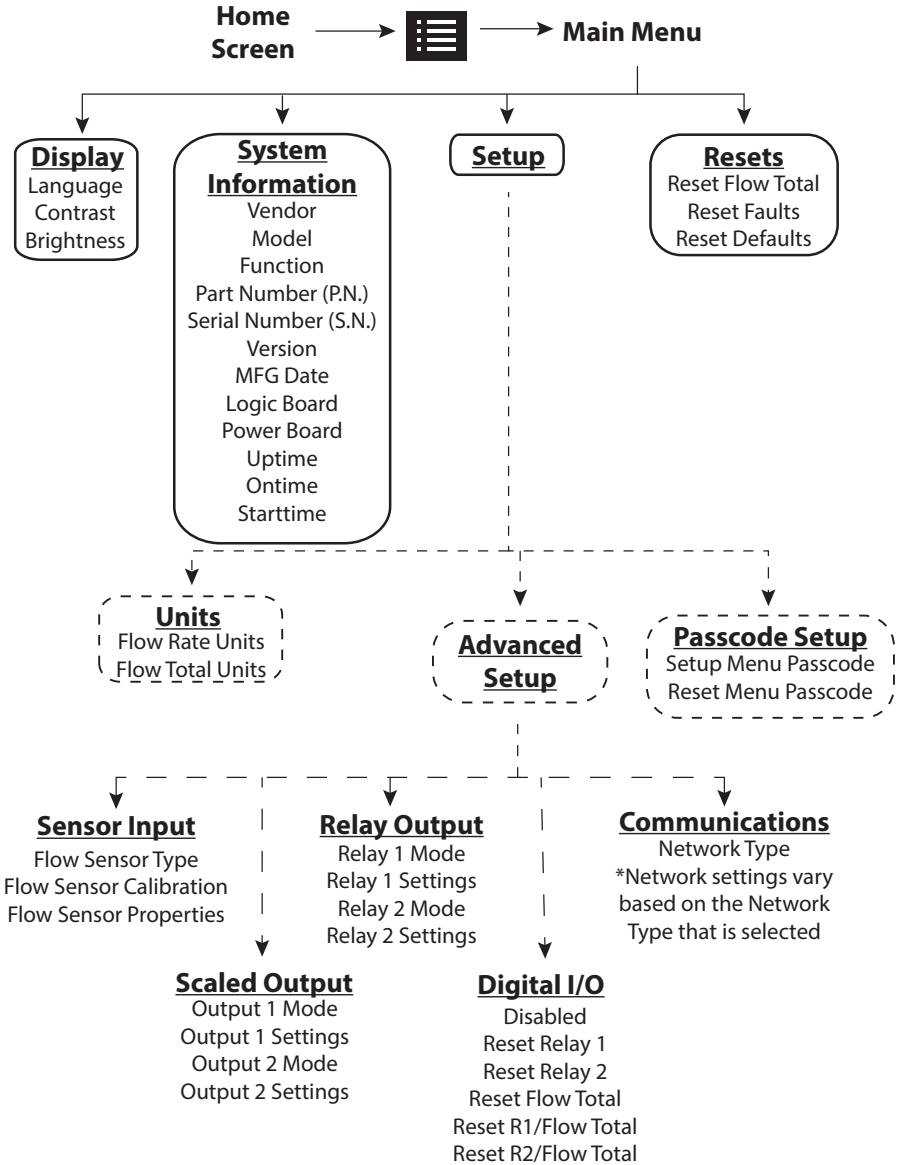 Home
Screen
Main Menu
Display
Language
Contrast
Brightness
System
Information
Vendor
Model
Function
Part Number (P.N.)
Serial Number (S.N.)
Version
MFG Date
Logic Board
Power Board
Uptime
Ontime
Starttime
Setup
Resets
Reset Flow Total
Reset Faults
Reset Defaults
Units
Flow Rate Units
Flow Total Units
Advanced
Setup
Passcode Setup
Setup Menu Passcode
Reset Menu Passcode
Sensor Input
Flow Sensor Type
Flow Sensor Calibration
Flow Sensor Properties
Scaled Output
Output 1 Mode
Output 1 Settings
Output 2 Mode
Output 2 Settings
Relay Output
Relay 1 Mode
Relay 1 Settings
Relay 2 Mode
Relay 2 Settings
Digital I/O
Disabled
Reset Relay 1
Reset Relay 2
Reset Flow Total
Reset R1/Flow Total
Reset R2/Flow Total
Communications
Network Type
*Network settings vary
based on the Network
Type that is selected